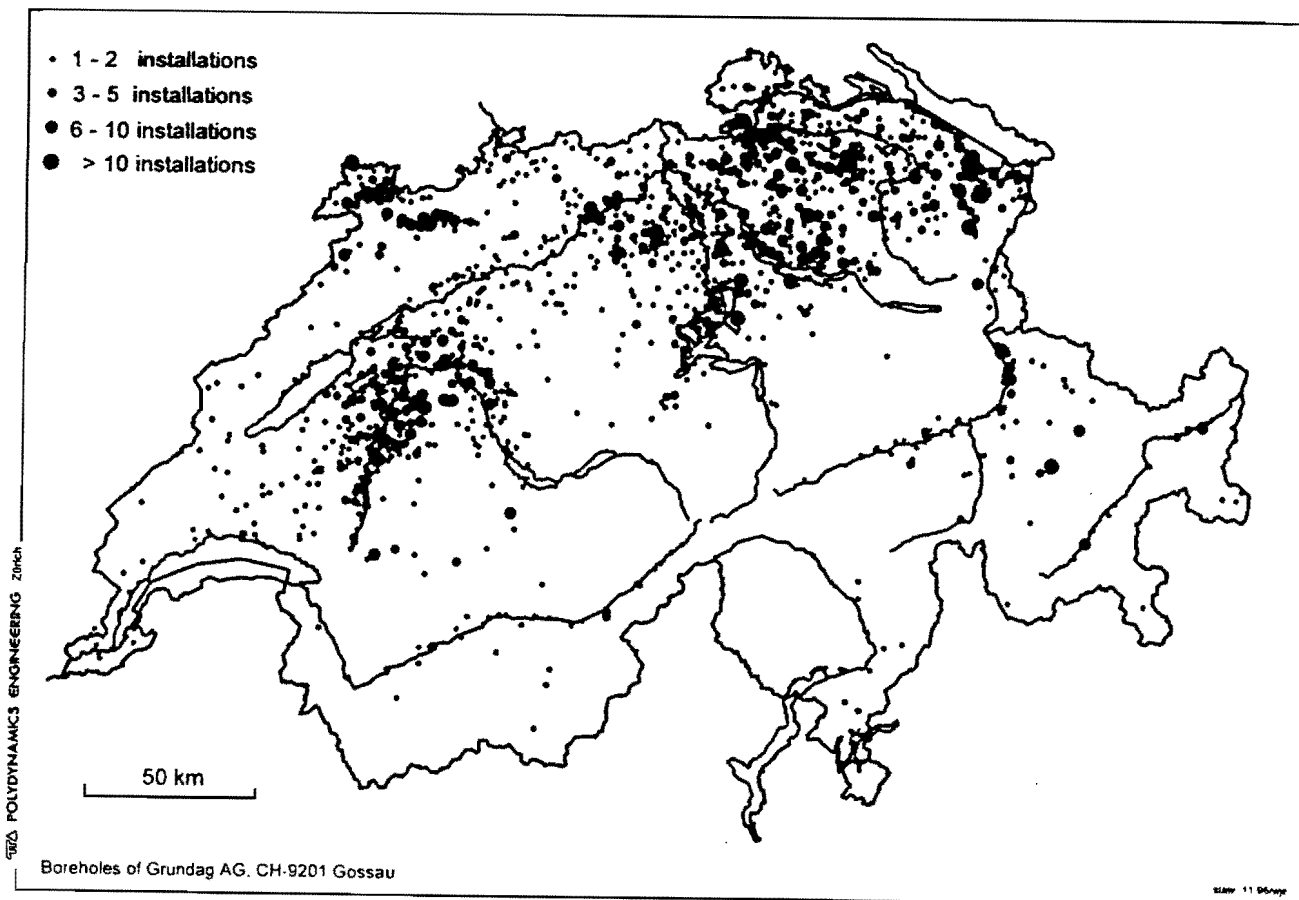 1 - 2 installations
3 - 5 installations
6 - 10 installations
> 10 installations
50 km
POLYDYNAMICS ENGINEERING Zürich
Boreholes of Grundag AG, CH-9201 Gossau